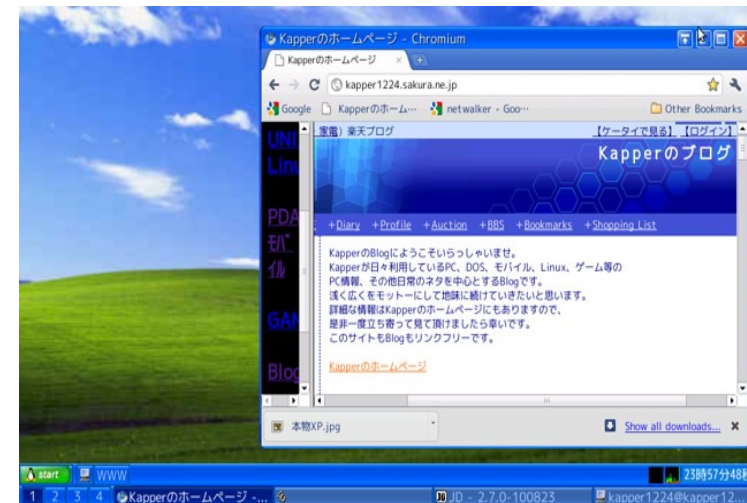 Kapperのホームページ - Chromium
Kapperのホームページ
kapper1224.sakura.ne.jp
Google Kapperのホーム… netwalker - Goo… Other Bookmarks
家電) 楽天ブログ 【ケータイで見る】 【ログイン】
Kapperのブログ
UNI
Linu
PDA
モバ
イル
GAM
Blog
+Diary +Profile +Auction +BBS +Bookmarks +Shopping List
KapperのBlogにようこそいらっしゃいませ。
Kapperが日々利用しているPC、DOS、モバイル、Linux、ゲーム等の
PC情報、その他日常のネタを中心とするBlogです。
浅く広くをモットーにして地味に続けていきたいと思います。
詳細な情報はKapperのホームページにもありますので、
是非一度立ち寄って見て頂けましたら幸いです。
このサイトもBlogもリンクフリーです。
Kapperのホームページ
本物XP.jpg Show all downloads...
start WWW 23時57分48秒
1 2 3 4 Kapperのホームページ -... JD - 2.7.0-100823 kapper1224@kapper12...